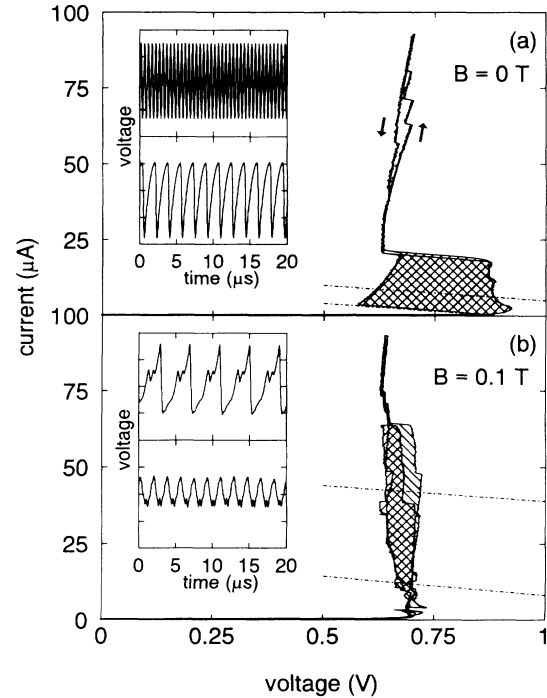 100
(a)
B = 0 T
75
50
25
100
voltage
0 5 10 15 20
time (μs)
current (μA)
(b)
B = 0.1 T
75
50
25
0
voltage
0 5 10 15 20
time (μs)
0 0.25 0.5 0.75 1
voltage (V)